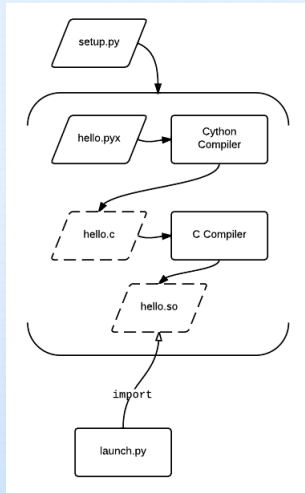 setup.py
hello.pyx
Cython
Compiler
hello.c
C Compiler
hello.so
import
launch.py